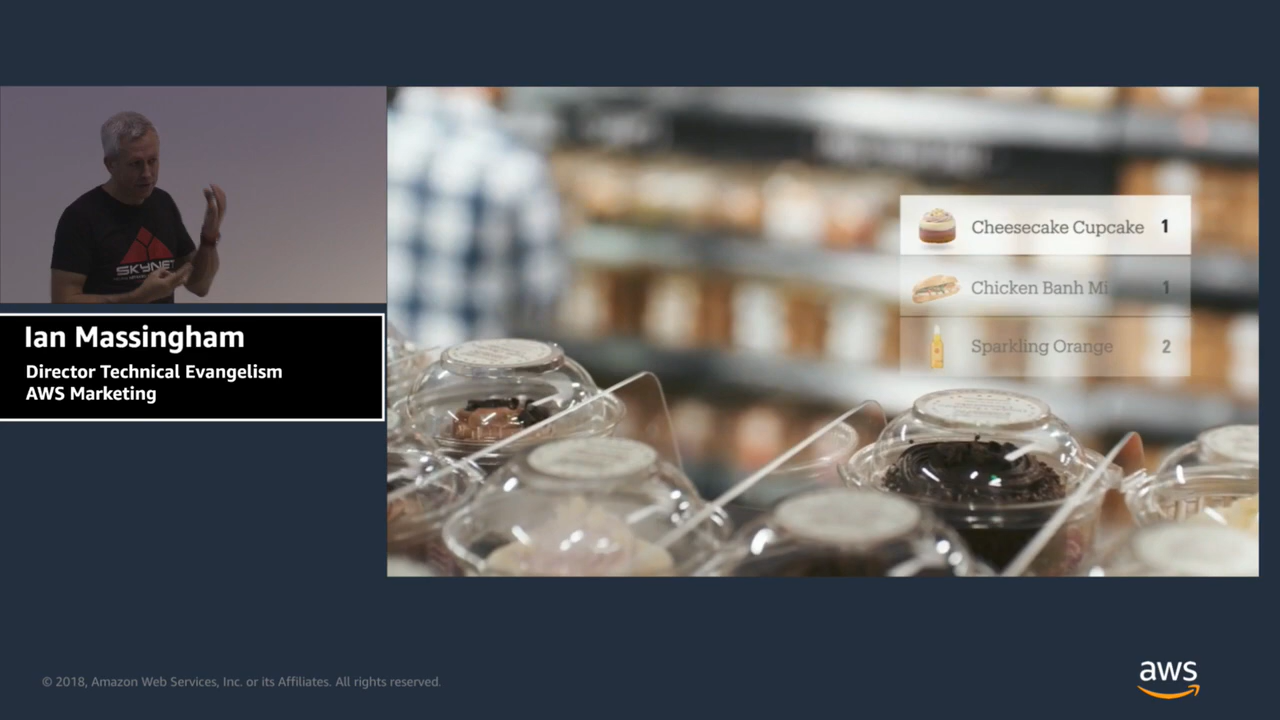 SKYNET
Ian Massingham
Director Technical Evangelism
AWS Marketing
Cheesecake Cupcake 1
Chicken Banh Mi 1
Sparkling Orange 2
© 2018, Amazon Web Services, Inc. or its Affiliates. All rights reserved.
aws